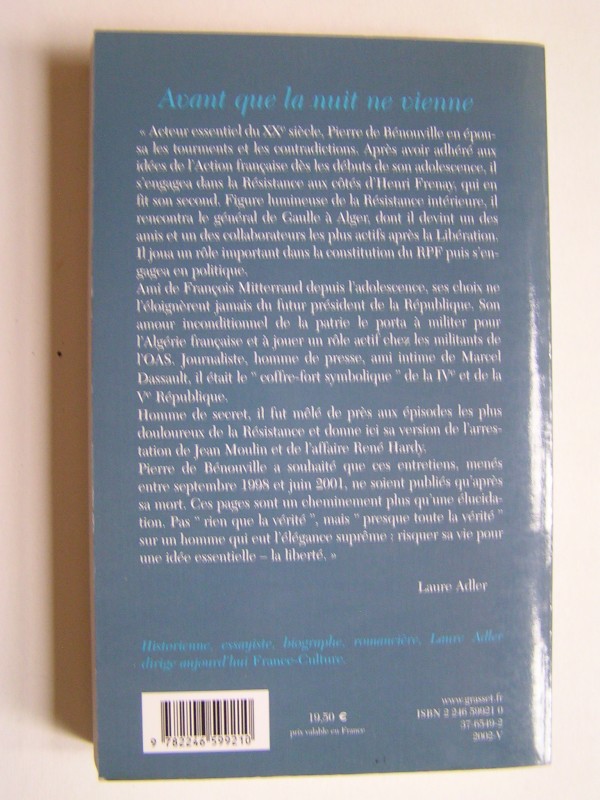 Avant que la nuit ne vienne
« Acteur essentiel du XXe siècle, Pierre de Bénouville en épou-
sa les tourments et les contradictions. Après avoir adhéré aux
idées de l'Action française dès les débuts de son adolescence, il
s'engagea dans la Résistance aux côtés d'Henri Frenay, qui en
fit son second. Figure lumineuse de la Résistance intérieure, il
rencontra le général de Gaulle à Alger, dont il devint un des
amis et un des collaborateurs les plus actifs après la Libération.
Il joua un rôle important dans la constitution du RPF puis s'en-
gagea en politique.
Ami de François Mitterrand depuis l'adolescence, ses choix ne
l'éloignèrent jamais du futur président de la République. Son
amour inconditionnel de la patrie le porta à militer pour
l'Algérie française et à jouer un rôle actif chez les militants de
l'OAS. Journaliste, homme de presse, ami intime de Marcel
Dassault, il était le " coffre-fort symbolique " de la IVe et de la
Ve République.
Homme de secret, il fut mêlé de près aux épisodes les plus
douloureux de la Résistance et donne ici sa version de l'arres-
tation de Jean Moulin et de l'affaire René Hardy.
Pierre de Bénouville a souhaité que ces entretiens, menés
entre septembre 1998 et juin 2001, ne soient publiés qu'après
sa mort. Ces pages sont un cheminement plus qu'une élucida-
tion. Pas " rien que la vérité ", mais " presque toute la vérité "
sur un homme qui eut l'élégance suprême : risquer sa vie pour
une idée essentielle – la liberté. »
Laure Adler
Historienne, essayiste, biographe, romancière, Laure Adler
dirige aujourd'hui France-Culture.
19,50 €
prix valable en France
www.grasset.fr
ISBN 2 246 59921 0
37-6549-2
2002-V
9 782246 599210